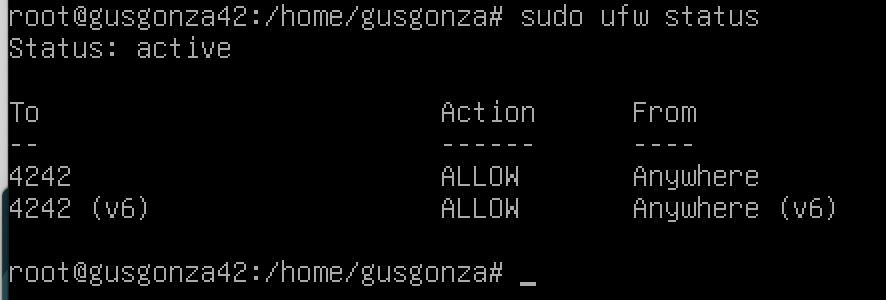 root@gusgonza42:/home/gusgonza# sudo ufw status
Status: active
To Action From
-- ------ ----
4242 ALLOW Anywhere
4242 (v6) ALLOW Anywhere (v6)
root@gusgonza42:/home/gusgonza# _